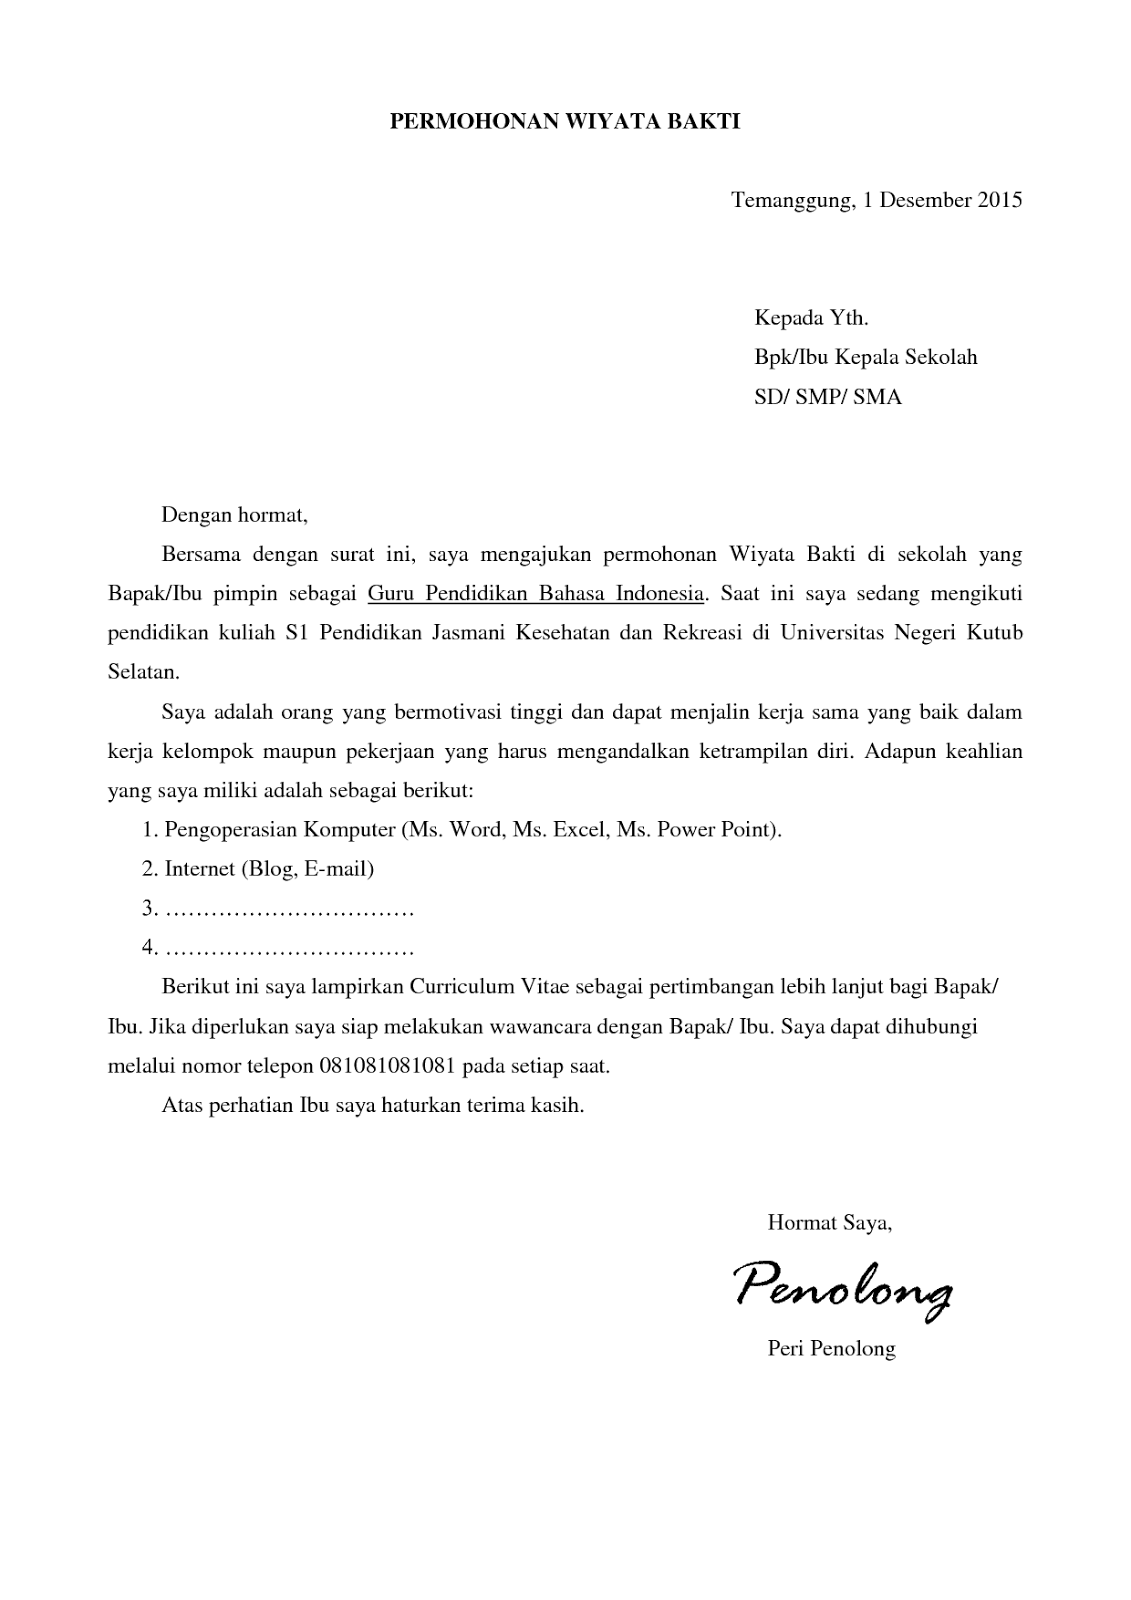 PERMOHONAN WIYATA BAKTI
Temanggung, 1 Desember 2015
Kepada Yth.
Bpk/Ibu Kepala Sekolah
SD/ SMP/ SMA
Dengan hormat,
Bersama dengan surat ini, saya mengajukan permohonan Wiyata Bakti di sekolah yang
Bapak/Ibu pimpin sebagai Guru Pendidikan Bahasa Indonesia. Saat ini saya sedang mengikuti
pendidikan kuliah S1 Pendidikan Jasmani Kesehatan dan Rekreasi di Universitas Negeri Kutub
Selatan.
Saya adalah orang yang bermotivasi tinggi dan dapat menjalin kerja sama yang baik dalam
kerja kelompok maupun pekerjaan yang harus mengandalkan ketrampilan diri. Adapun keahlian
yang saya miliki adalah sebagai berikut:
1. Pengoperasian Komputer (Ms. Word, Ms. Excel, Ms. Power Point).
2. Internet (Blog, E-mail)
3. ……………………………
4. ……………………………
Berikut ini saya lampirkan Curriculum Vitae sebagai pertimbangan lebih lanjut bagi Bapak/
Ibu. Jika diperlukan saya siap melakukan wawancara dengan Bapak/ Ibu. Saya dapat dihubungi
melalui nomor telepon 081081081081 pada setiap saat.
Atas perhatian Ibu saya haturkan terima kasih.
Hormat Saya,
Penolong
Peri Penolong